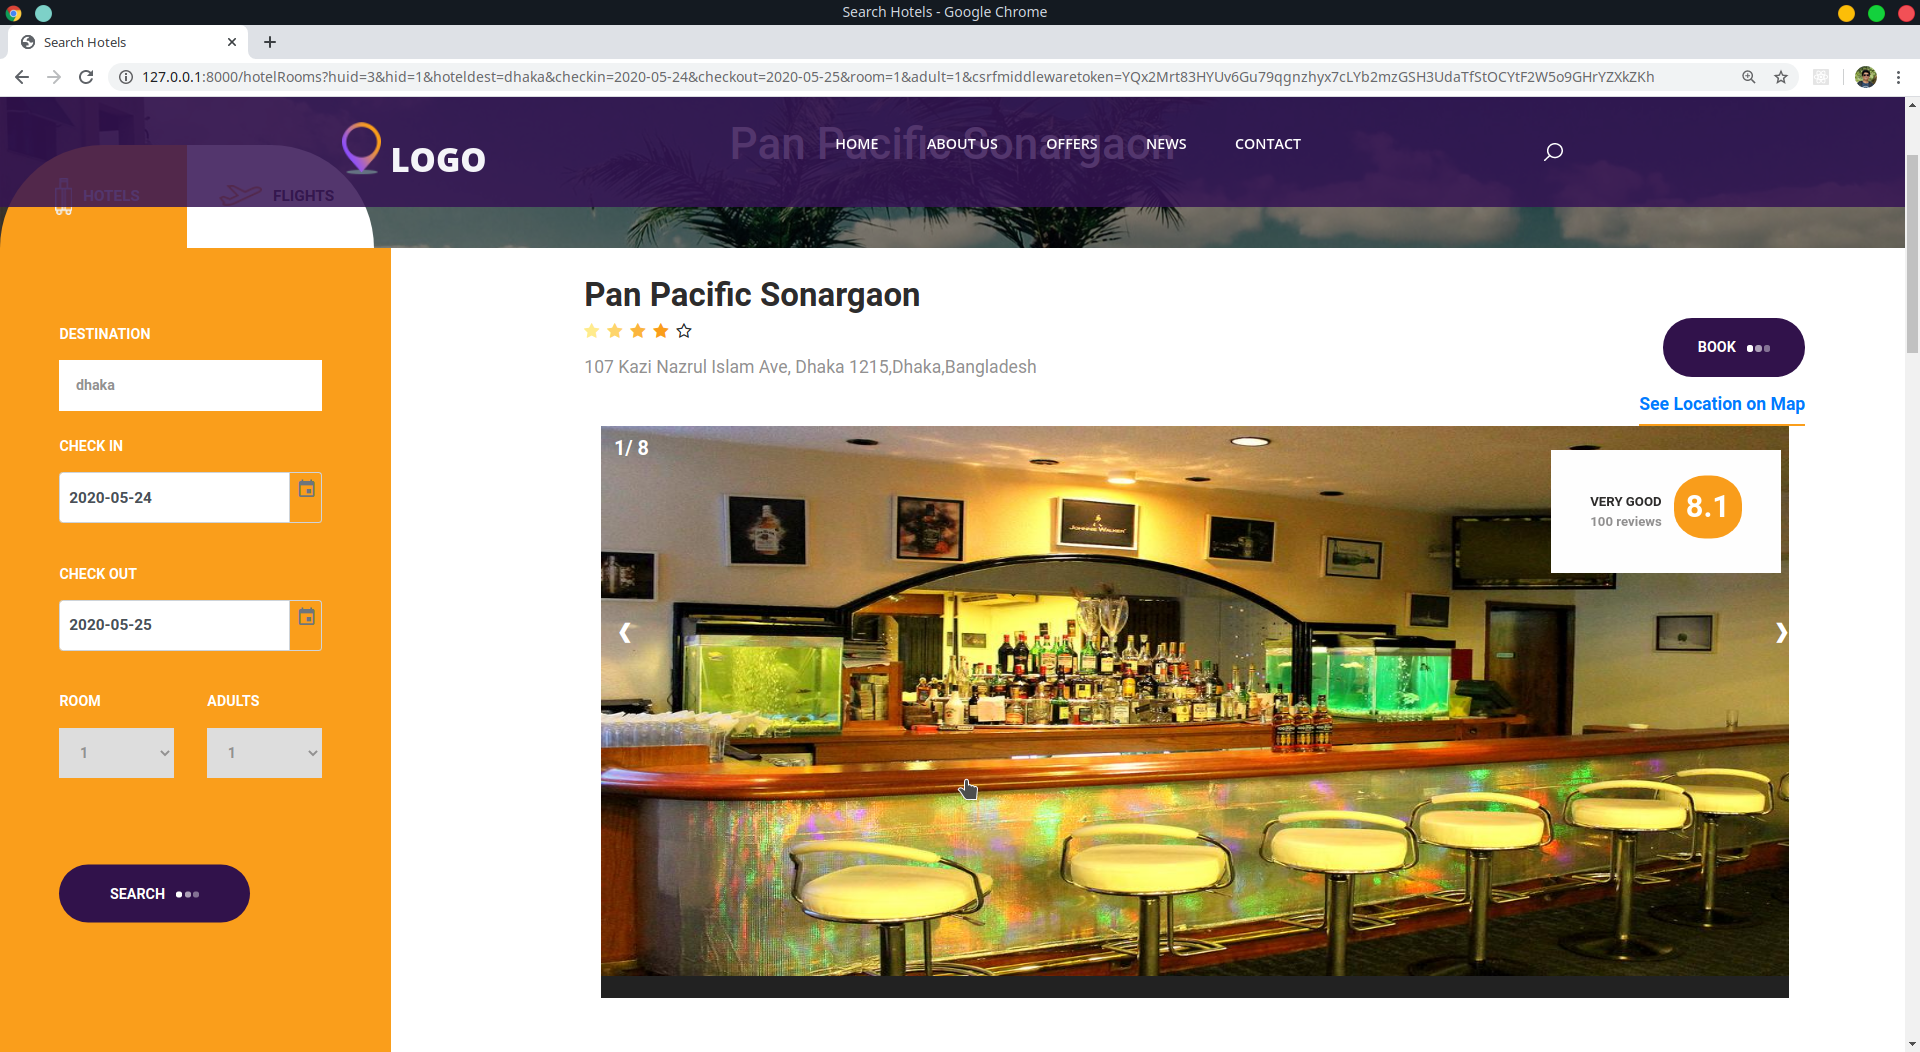 Search Hotels - Google Chrome
Search Hotels
127.0.0.1:8000/hotelRooms?huid=3&hid=1&hoteldest=dhaka&checkin=2020-05-24&checkout=2020-05-25&room=1&adult=1&csrfmiddlewaretoken=YQx2Mrt83HYUv6Gu79qgnzhyx7cLYb2mzGSH3UdaTfStOCYtF2W5o9GHrYZXkZKh
Pan Pacific Sonargaon
LOGO
HOME ABOUT US OFFERS NEWS CONTACT
HOTELS FLIGHTS
Pan Pacific Sonargaon
107 Kazi Nazrul Islam Ave, Dhaka 1215,Dhaka,Bangladesh
BOOK
See Location on Map
DESTINATION
dhaka
CHECK IN
2020-05-24
CHECK OUT
2020-05-25
ROOM ADULTS
1 1
SEARCH
1/ 8
VERY GOOD
100 reviews
8.1
JOHNNIE WALKER